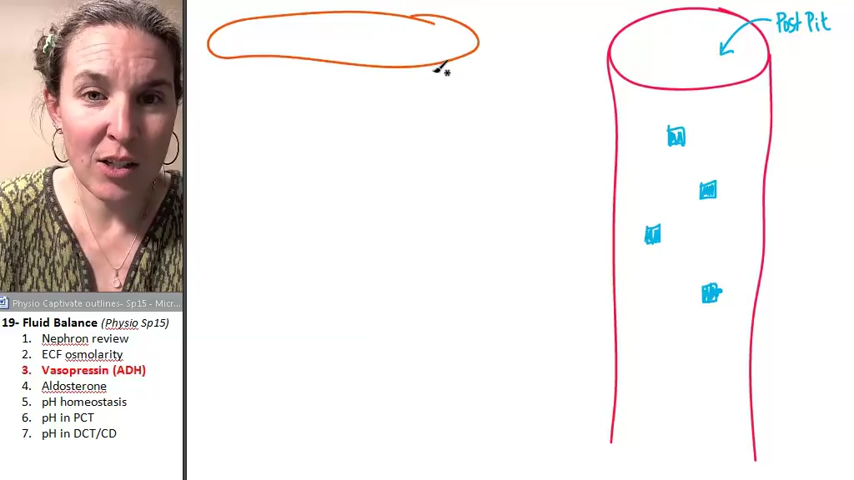 Post Pit
Physio Captivate outlines- Sp15 - Micr...
19- Fluid Balance (Physio Sp15)
1. Nephron review
2. ECF osmolarity
3. Vasopressin (ADH)
4. Aldosterone
5. pH homeostasis
6. pH in PCT
7. pH in DCT/CD